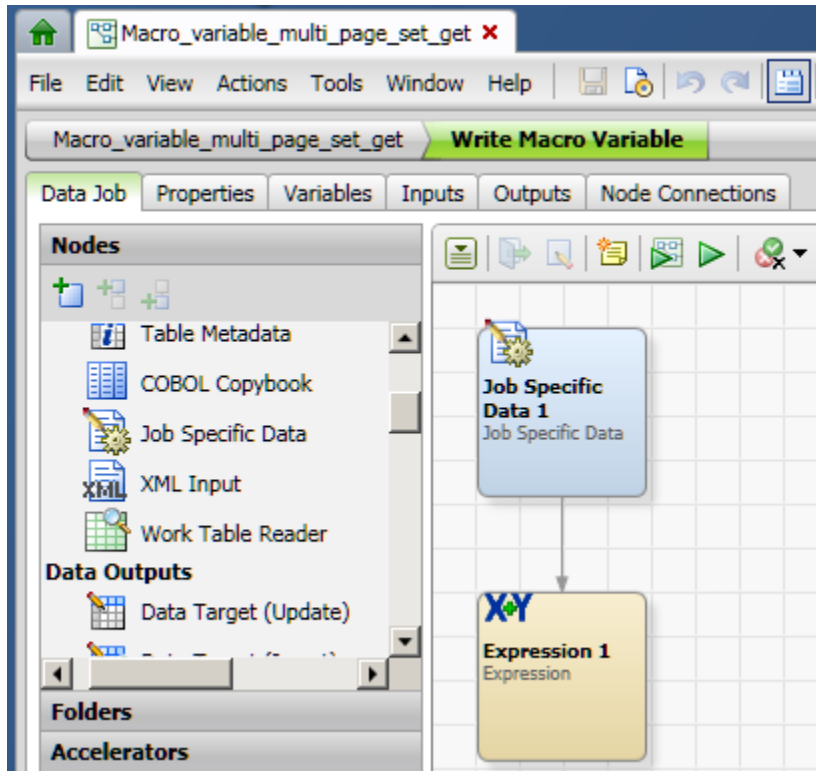 Macro_variable_multi_page_set_get
File Edit View Actions Tools Window Help
Macro_variable_multi_page_set_get Write Macro Variable
Data Job Properties Variables Inputs Outputs Node Connections
Nodes
Table Metadata
COBOL Copybook
Job Specific Data
XML XML Input
Work Table Reader
Data Outputs
Data Target (Update)
Folders
Accelerators
Job Specific
Data 1
Job Specific Data
X+Y
Expression 1
Expression